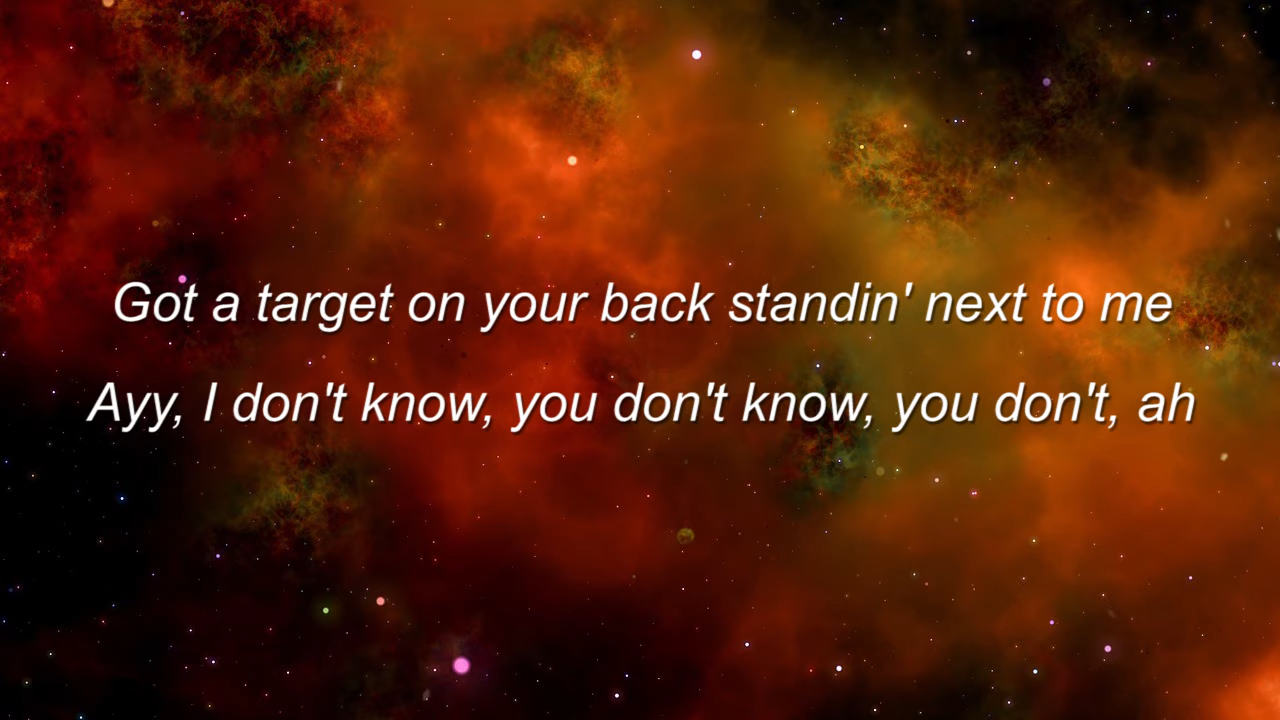 Got a target on your back standin' next to me
Ayy, I don't know, you don't know, you don't, ah